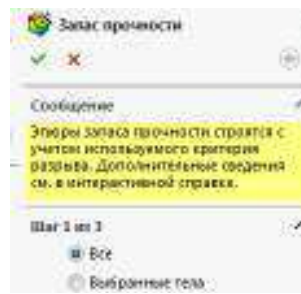 Запас прочности
Сообщение
Эпюры запаса прочности строятся с
учетом используемого критерия
разрыва. Дополнительные сведения
см. в интерактивной справке.
Шаг 1 из 3
Все
Выбранные тела